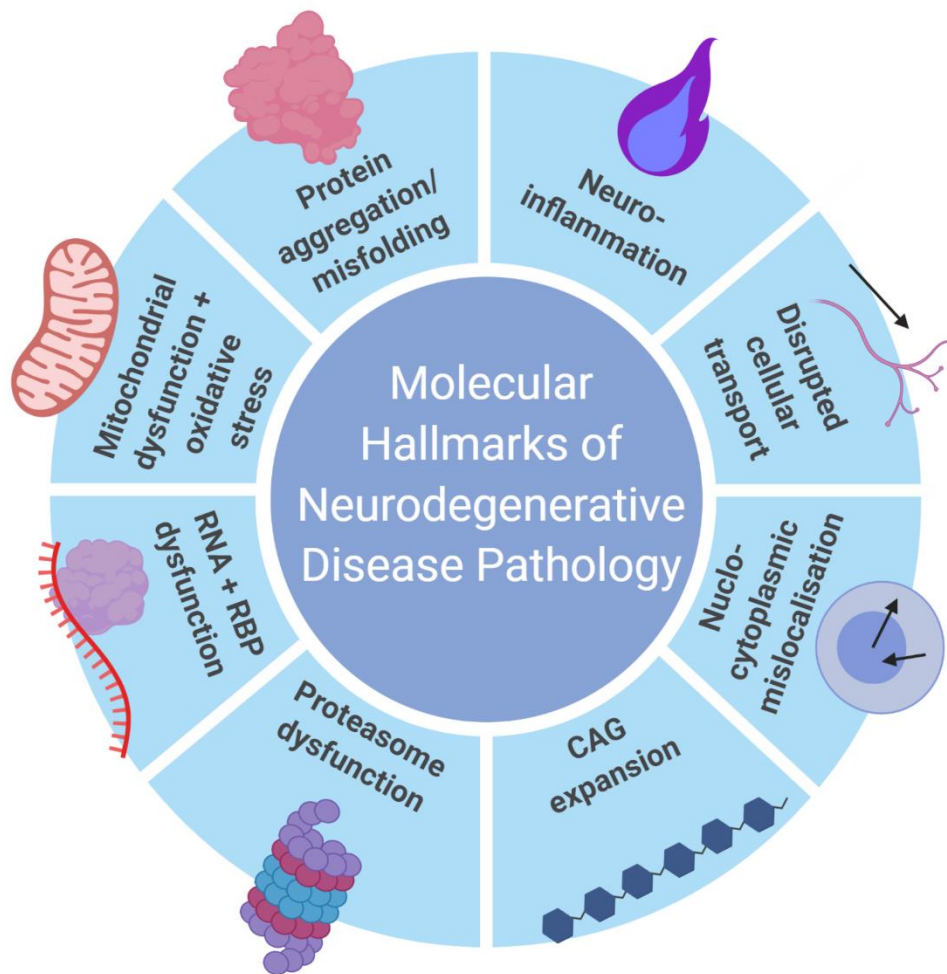 Molecular
Hallmarks of
Neurodegenerative
Disease Pathology
Protein
aggregation/
misfolding
Neuro-
inflammation
Disrupted
cellular
transport
Nuclo-
cytoplasmic
mislocalisation
CAG
expansion
Proteasome
dysfunction
RNA + RBP
dysfunction
Mitochondrial
dysfunction +
oxidative
stress